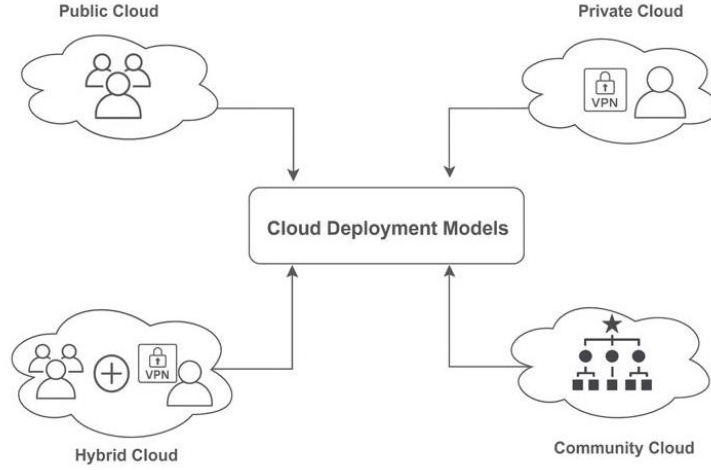 Public Cloud
Private Cloud
VPN
Cloud Deployment Models
VPN
Hybrid Cloud
Community Cloud